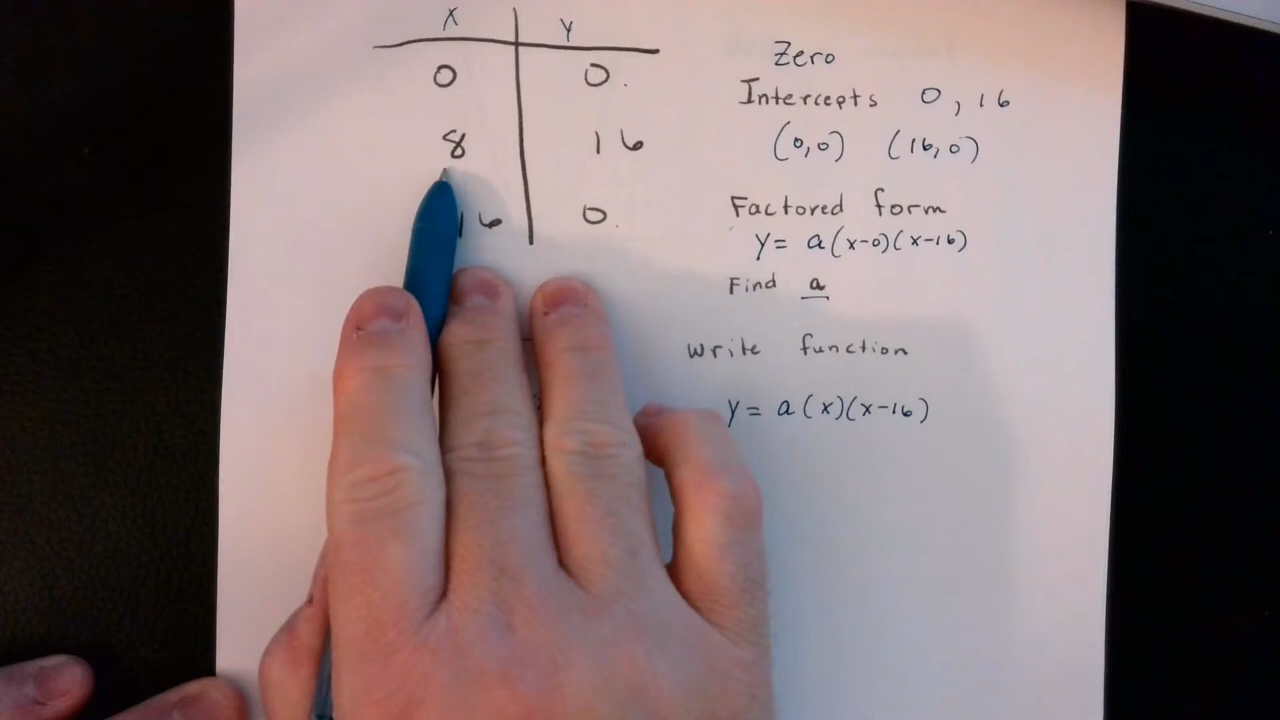 X Y
0 0.
8 16
16 0.
Zero
Intercepts 0, 16
(0,0) (16,0)
Factored form
y= a(x-0)(x-16)
Find a
Write function
y= a(x)(x-16)